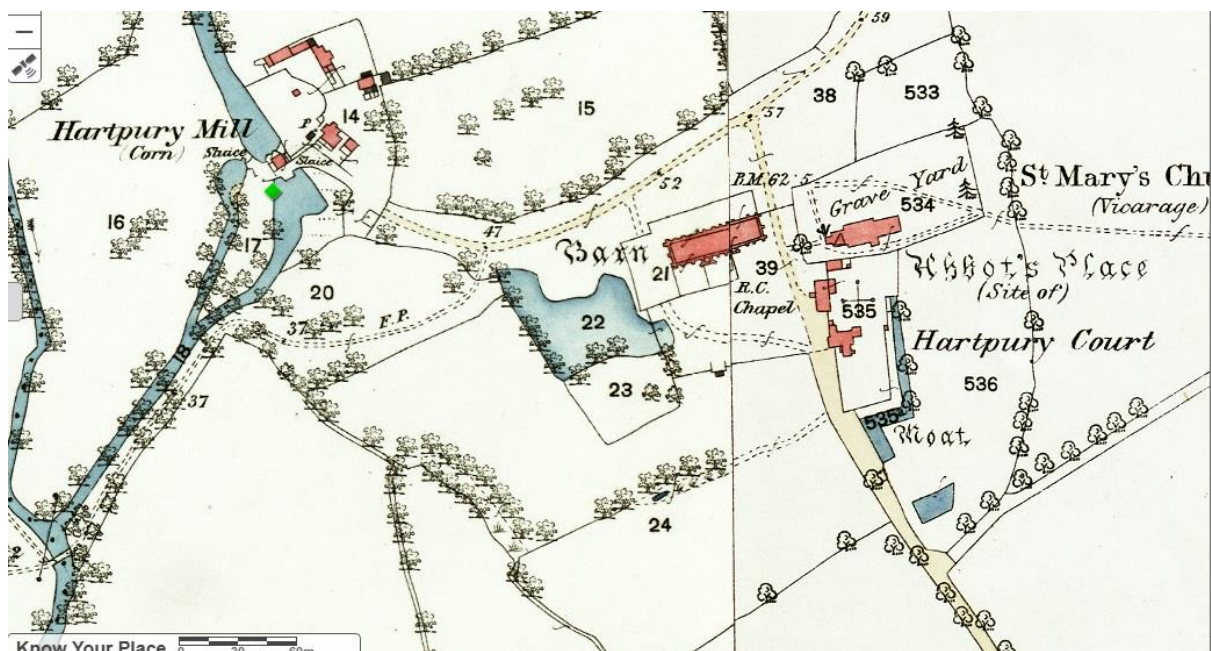 59
38
533
57
15
14
P
Hartpury Mill
(Corn)
Sluice
Sluice
B.M. 62·5
St. Mary's Chu
(Vicarage)
Grave Yard
534
52
16
17
47
Barn
21
39
R.C.
Chapel
Abbot's Place
(Site of)
20
22
535
Hartpury Court
37
F.P.
18
536
23
37
535a
Moat
24
Know Your Place
0 30 60m